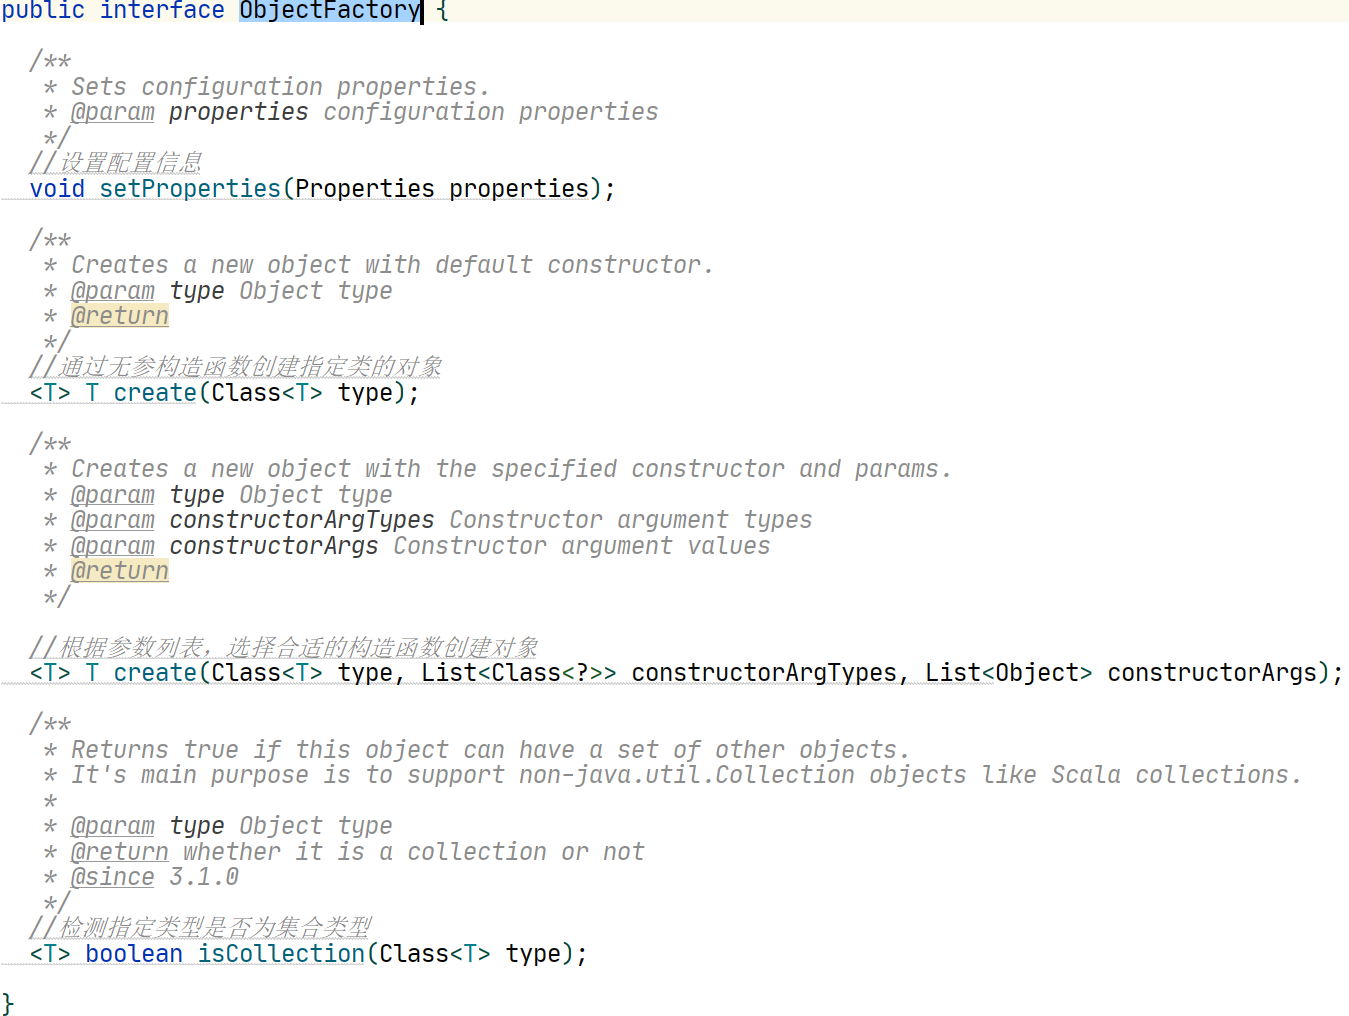 public interface ObjectFactory {
/**
* Sets configuration properties.
* @param properties configuration properties
*/
//设置配置信息
void setProperties(Properties properties);
/**
* Creates a new object with default constructor.
* @param type Object type
* @return
*/
//通过无参构造函数创建指定类的对象
<T> T create(Class<T> type);
/**
* Creates a new object with the specified constructor and params.
* @param type Object type
* @param constructorArgTypes Constructor argument types
* @param constructorArgs Constructor argument values
* @return
*/
//根据参数列表，选择合适的构造函数创建对象
<T> T create(Class<T> type, List<Class<?>> constructorArgTypes, List<Object> constructorArgs);
/**
* Returns true if this object can have a set of other objects.
* It's main purpose is to support non-java.util.Collection objects like Scala collections.
*
* @param type Object type
* @return whether it is a collection or not
* @since 3.1.0
*/
//检测指定类型是否为集合类型
<T> boolean isCollection(Class<T> type);
}